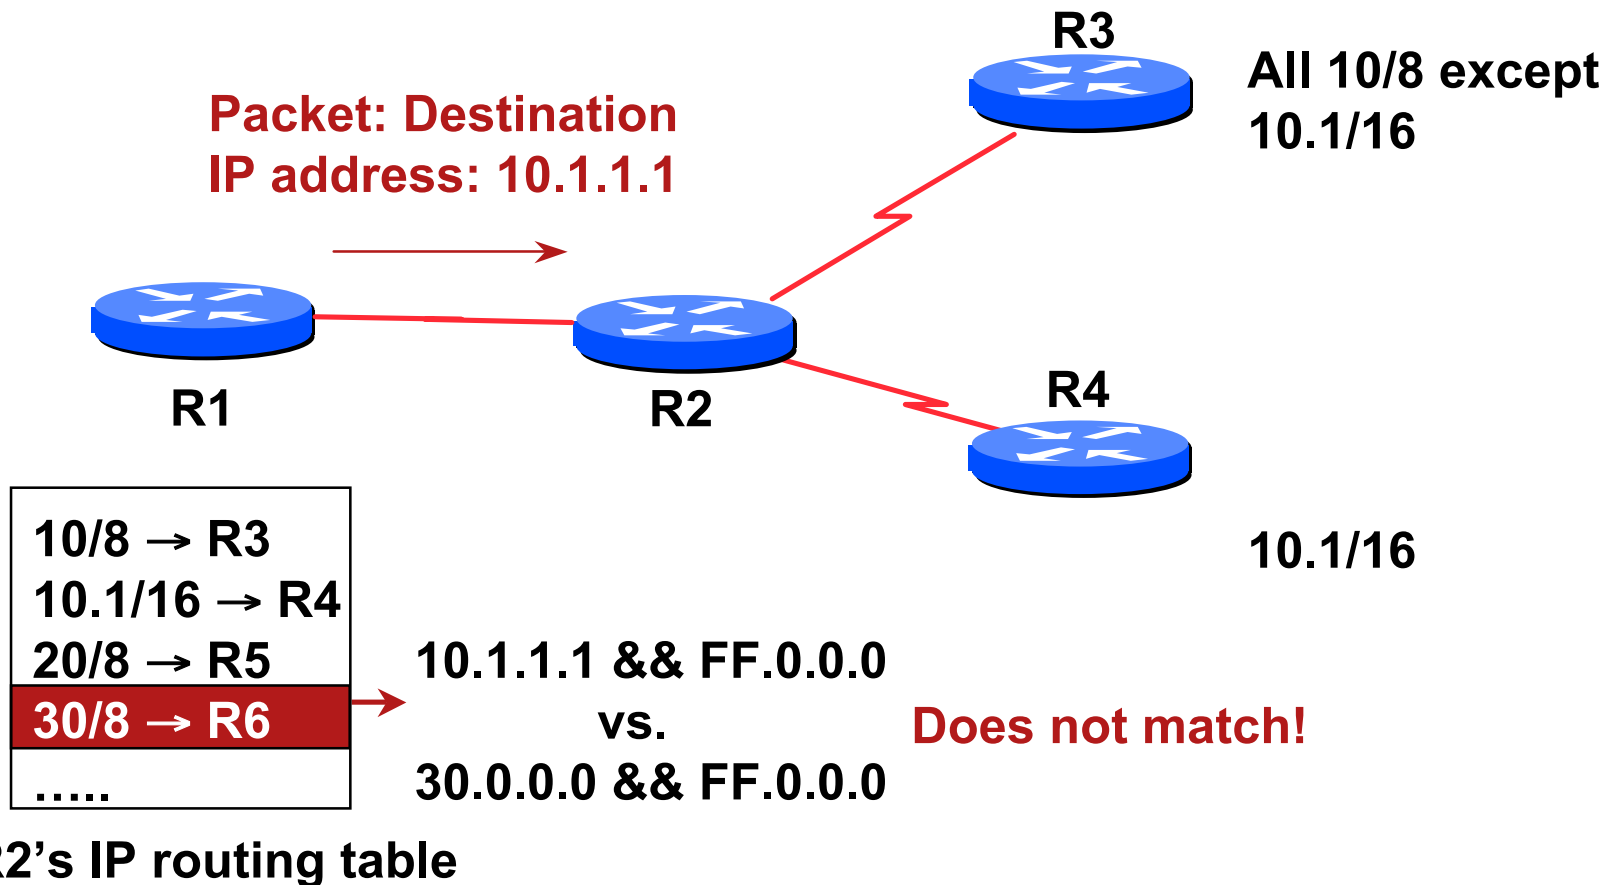 R3
All 10/8 except
10.1/16
Packet: Destination
IP address: 10.1.1.1
R1
R2
R4
10.1/16
10/8 → R3
10.1/16 → R4
20/8 → R5
30/8 → R6
.....
10.1.1.1 && FF.0.0.0
vs.
30.0.0.0 && FF.0.0.0
Does not match!
R2's IP routing table